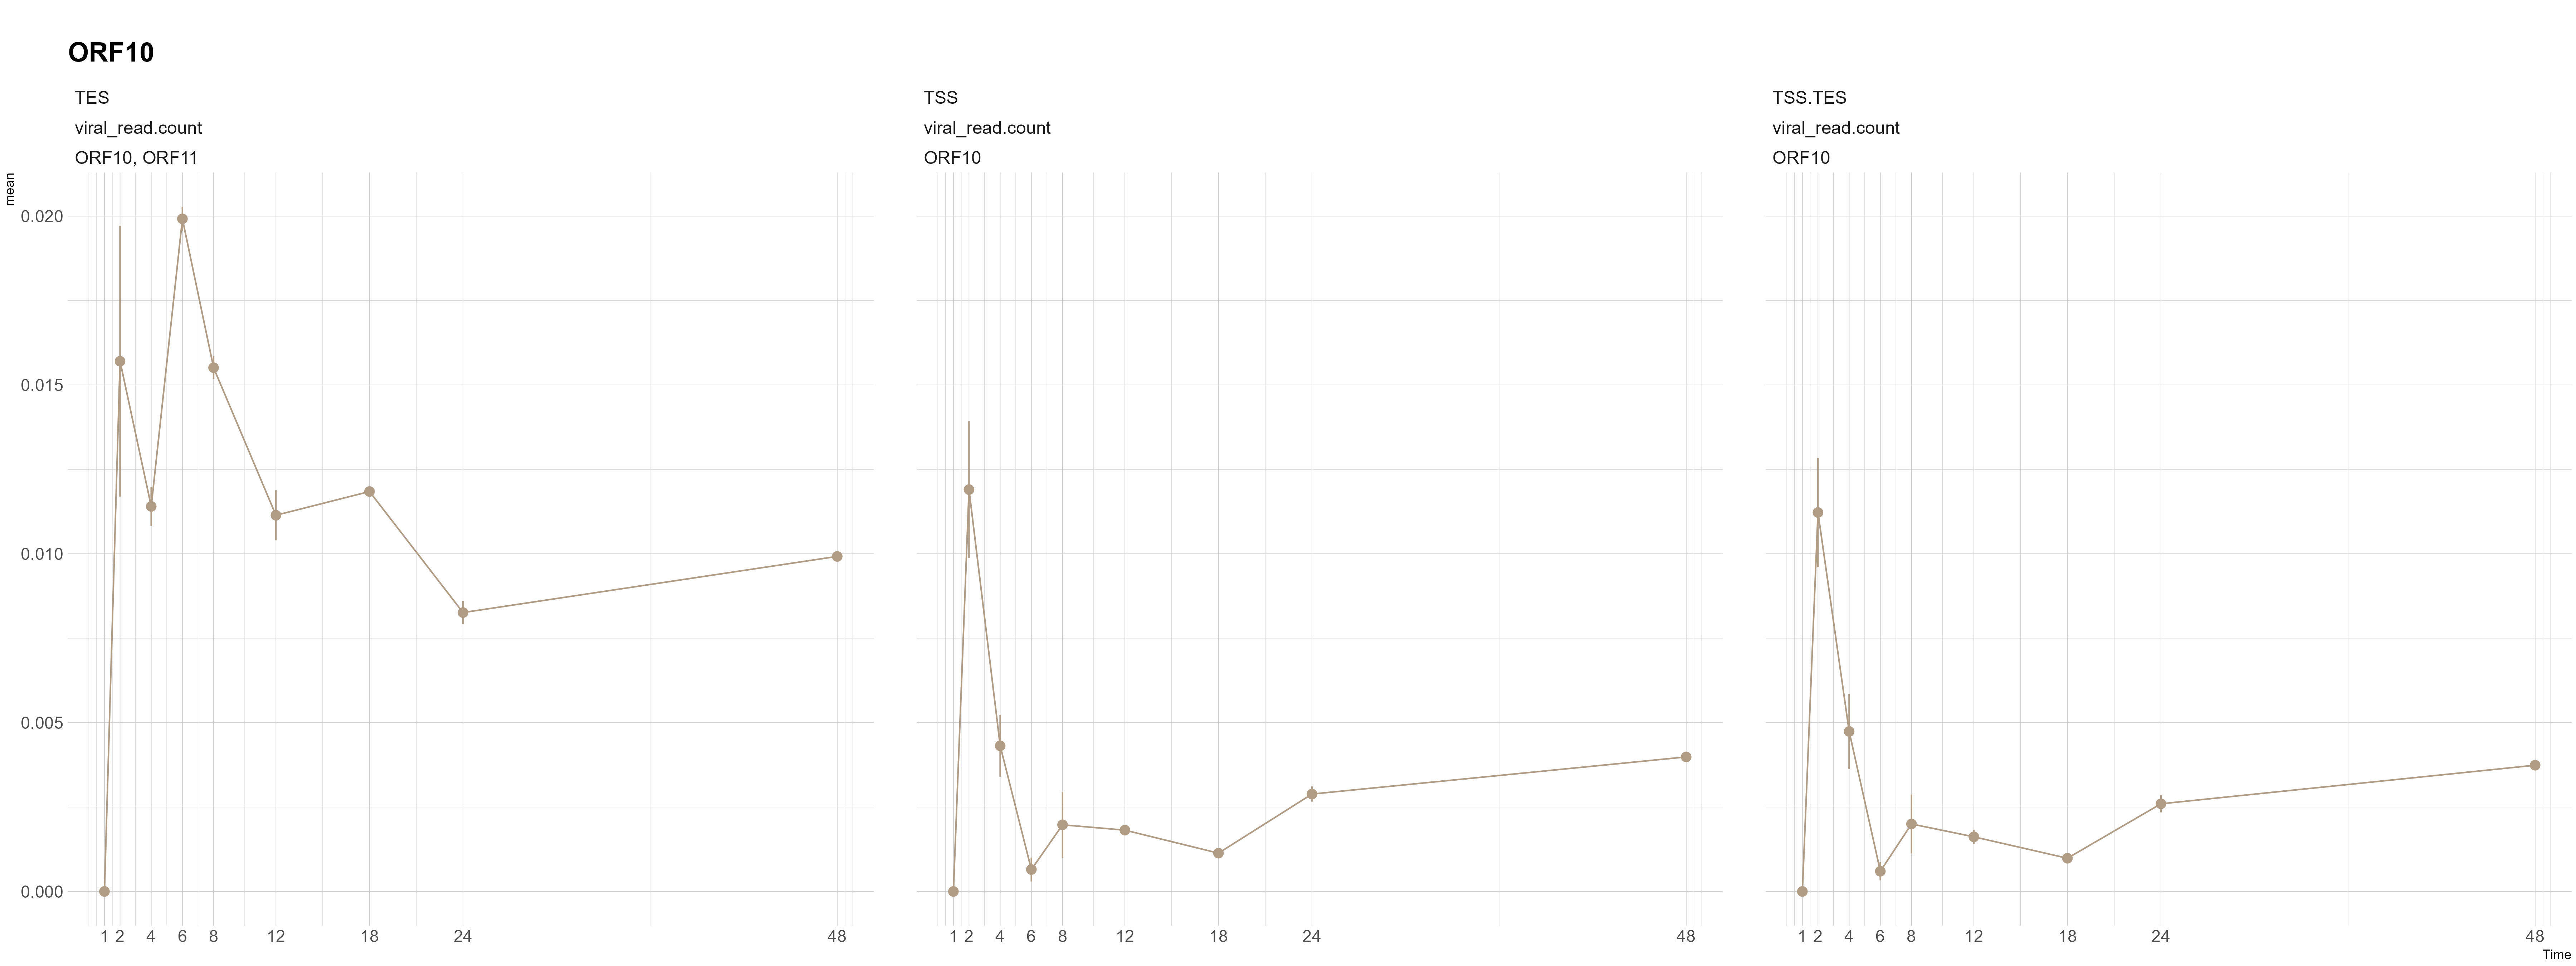 ORF10
TES
viral_read.count
ORF10, ORF11
TSS
viral_read.count
ORF10
TSS.TES
viral_read.count
ORF10
mean
0.020
0.015
0.010
0.005
0.000
1 2 4 6 8 12 18 24 48
1 2 4 6 8 12 18 24 48
1 2 4 6 8 12 18 24 48
Time